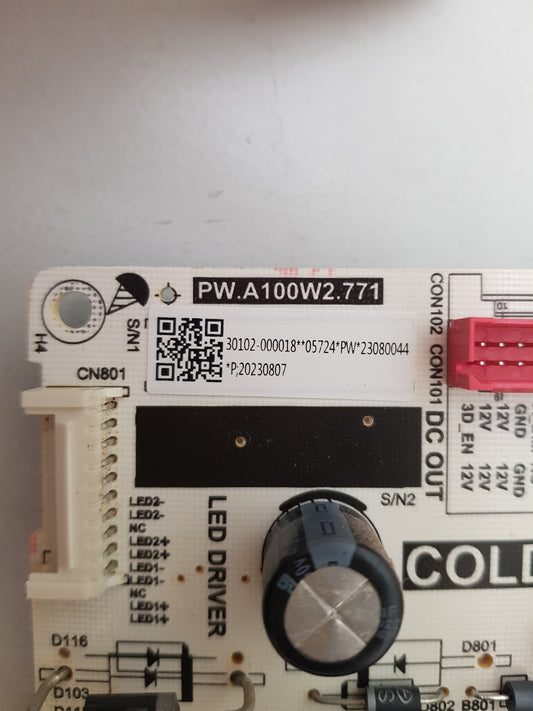 PW.A100W2.771
30102-000018**05724*PW*23080044
*P;20230807
S/N1
H4
CN801
CON102
CON101
DC OUT
GND
12V
12V
3D_EN
GND
12V
12V
12V
S/N2
LED2-
LED2-
NC
LED2+
LED2+
LED1-
LED1-
NC
LED1+
LED1+
LED DRIVER
COLD
D116
D103
D801
D802
B801